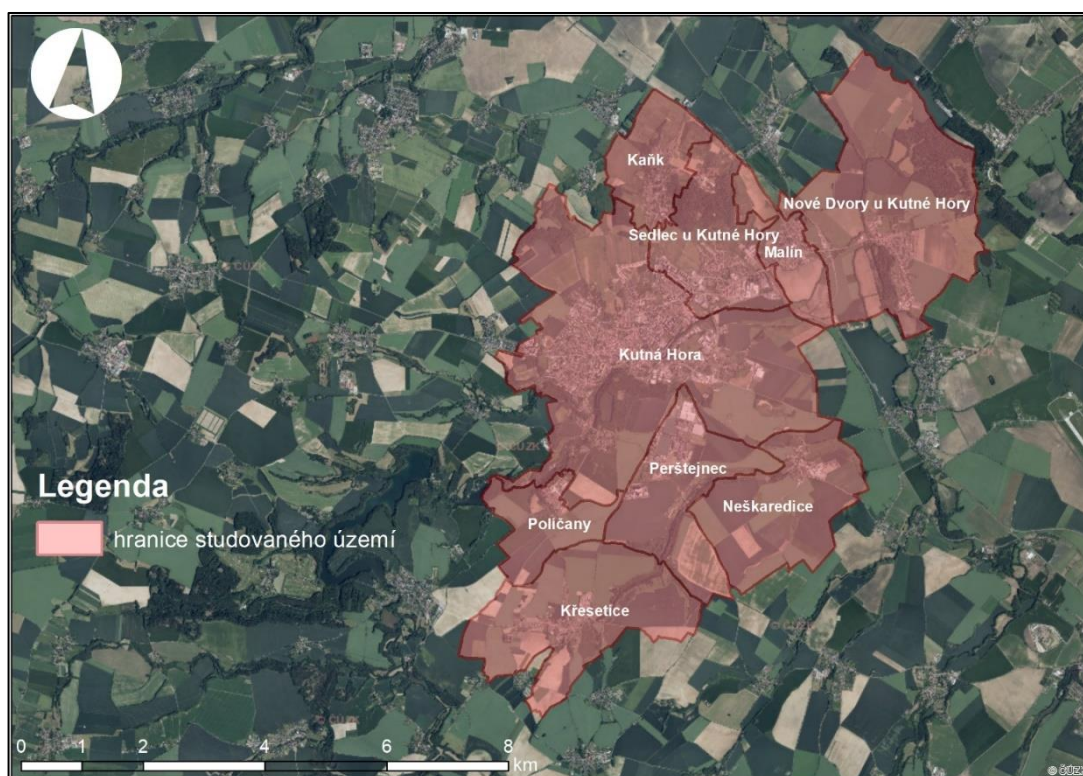 Kaňk
Nové Dvory u Kutné Hory
Sedlec u Kutné Hory
Malín
Kutná Hora
Perštejnec
Neškaredice
Poličany
Křesetice
Legenda
hranice studovaného území
0 1 2 4 6 8
km
© ČÚZK